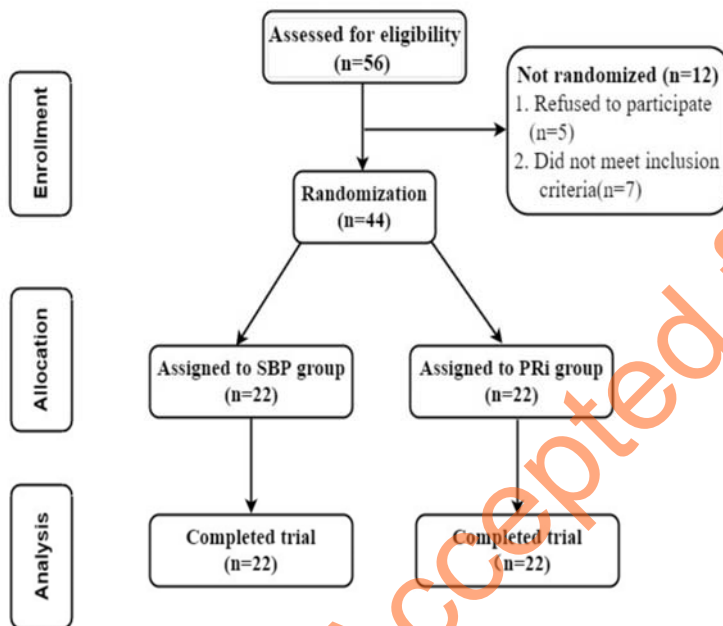 Assessed for eligibility
(n=56)
Not randomized (n=12)
1. Refused to participate
(n=5)
2. Did not meet inclusion
criteria(n=7)
Enrollment
Randomization
(n=44)
Allocation
Assigned to SBP group
(n=22)
Assigned to PRi group
(n=22)
Analysis
Completed trial
(n=22)
Completed trial
(n=22)
Accepted